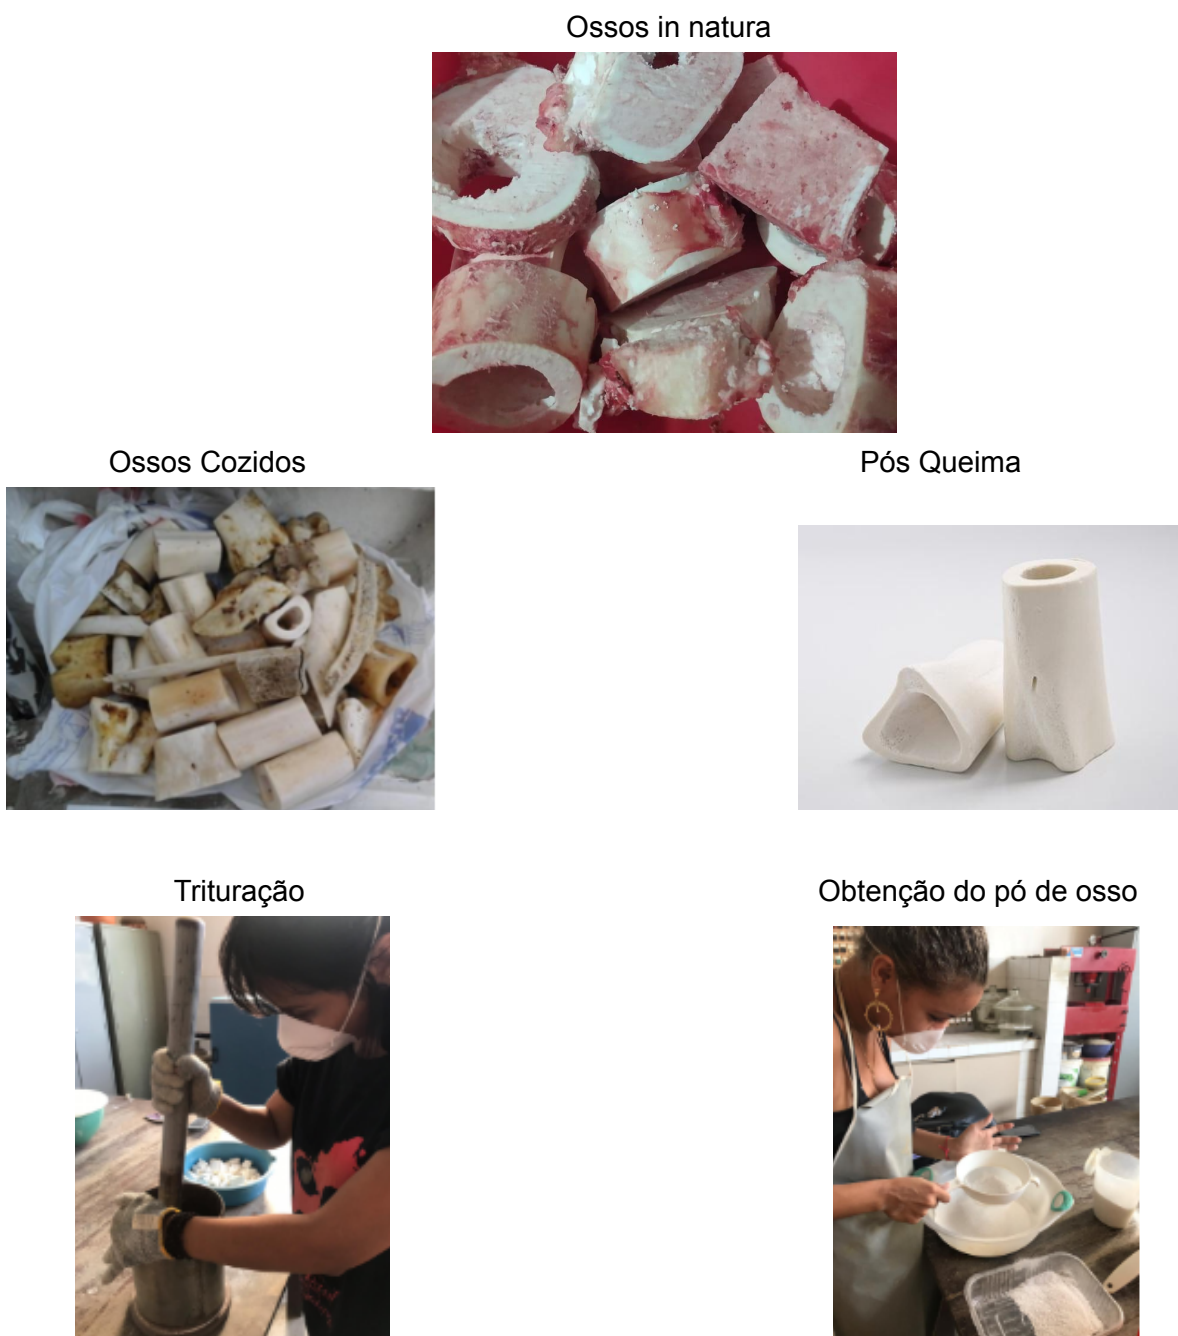 Ossos in natura
Ossos Cozidos
Pós Queima
Trituração
Obtenção do pó de osso